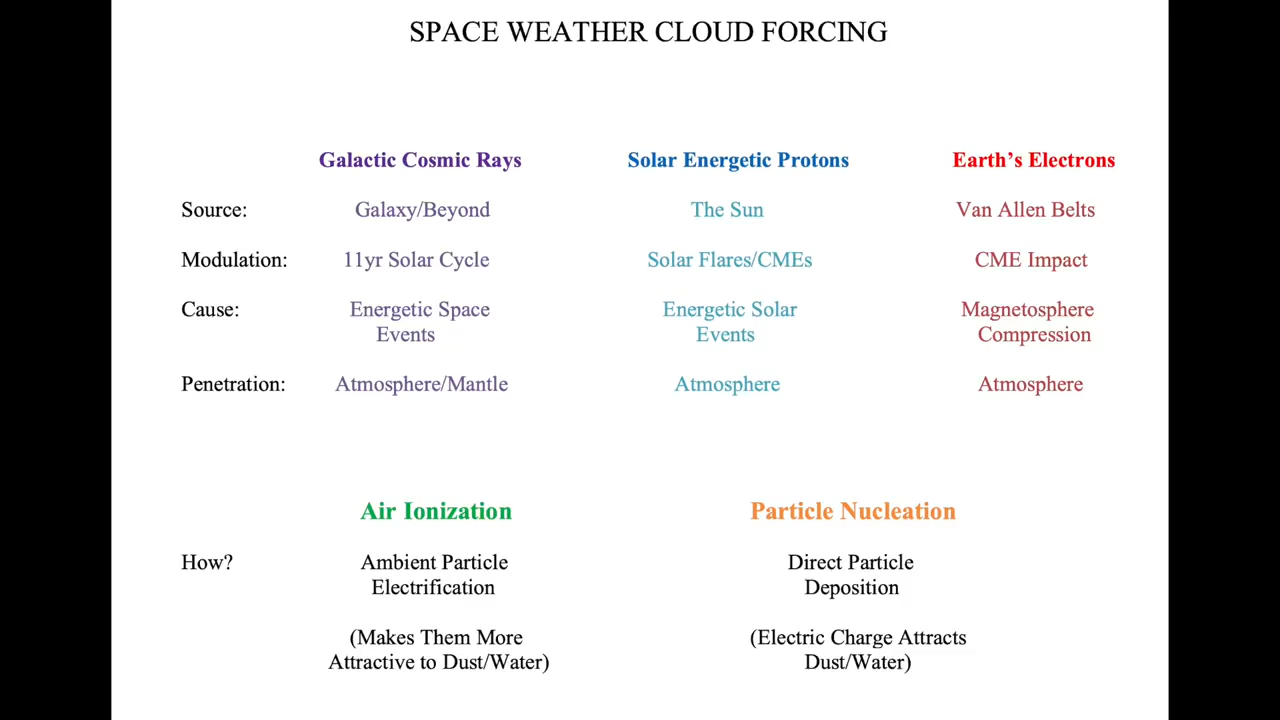 SPACE WEATHER CLOUD FORCING
Galactic Cosmic Rays Solar Energetic Protons Earth’s Electrons
Source: Galaxy/Beyond The Sun Van Allen Belts
Modulation: 11yr Solar Cycle Solar Flares/CMEs CME Impact
Cause: Energetic Space Energetic Solar Magnetosphere
Events Events Compression
Penetration: Atmosphere/Mantle Atmosphere Atmosphere
Air Ionization Particle Nucleation
How? Ambient Particle Direct Particle
Electrification Deposition
(Makes Them More (Electric Charge Attracts
Attractive to Dust/Water) Dust/Water)